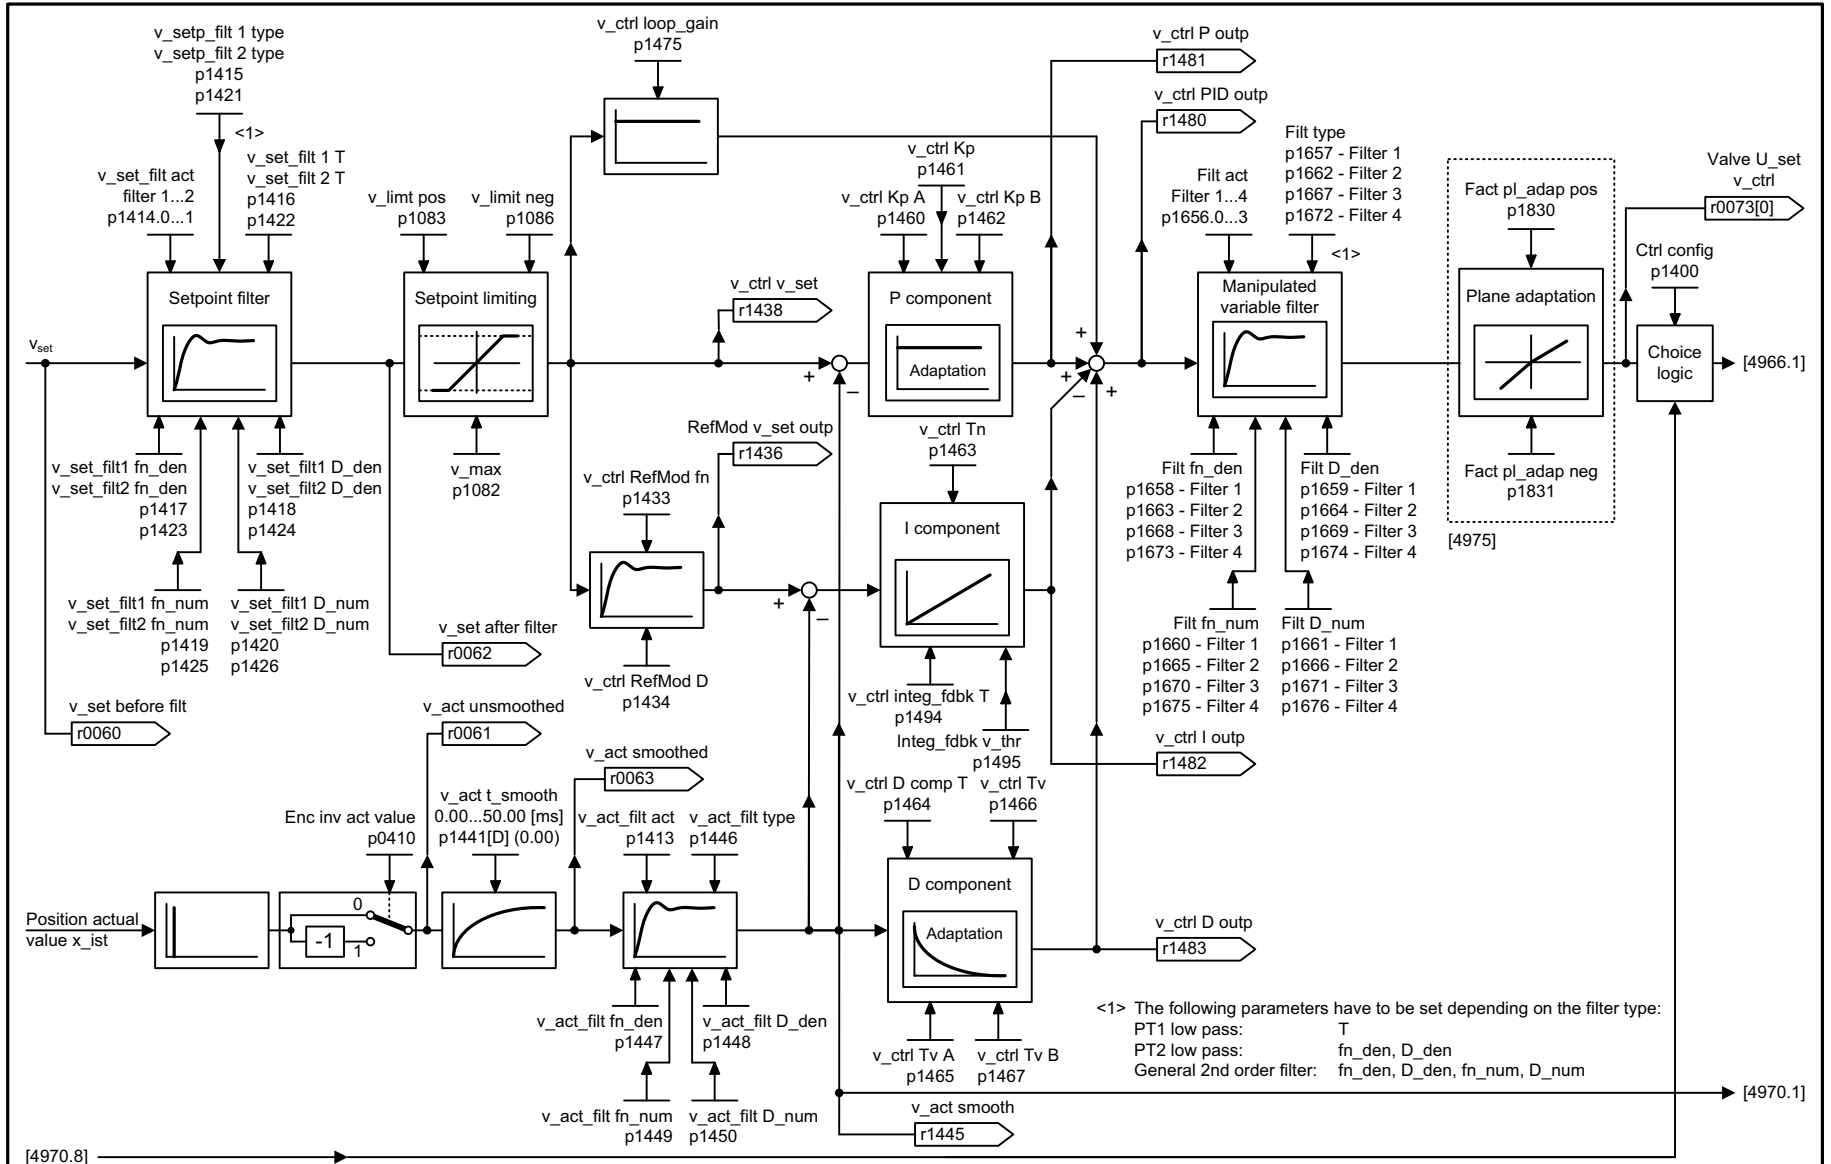 v_setp_filt 1 type
v_setp_filt 2 type
p1415
p1421
<1>
v_set_filt act
filter 1...2
p1414.0...1
v_set_filt 1 T
v_set_filt 2 T
p1416
p1422
v_limt pos
p1083
v_limit neg
p1086
v_ctrl loop_gain
p1475
v_ctrl Kp
p1461
v_ctrl Kp A
p1460
v_ctrl Kp B
p1462
v_ctrl P outp
r1481
v_ctrl PID outp
r1480
Filt act
Filter 1...4
p1656.0...3
Filt type
p1657 - Filter 1
p1662 - Filter 2
p1667 - Filter 3
p1672 - Filter 4
<1>
Fact pl_adap pos
p1830
Valve U_set
v_ctrl
r0073[0]
Ctrl config
p1400
Setpoint filter
Setpoint limiting
v_ctrl v_set
r1438
P component
Adaptation
Manipulated
variable filter
Plane adaptation
Choice
logic
[4966.1]
vset
+
−
+
+
−
+
v_set_filt1 fn_den
v_set_filt2 fn_den
p1417
p1423
v_set_filt1 D_den
v_set_filt2 D_den
p1418
p1424
v_max
p1082
RefMod v_set outp
r1436
v_ctrl RefMod fn
p1433
v_ctrl Tn
p1463
I component
Filt fn_den
p1658 - Filter 1
p1663 - Filter 2
p1668 - Filter 3
p1673 - Filter 4
Filt D_den
p1659 - Filter 1
p1664 - Filter 2
p1669 - Filter 3
p1674 - Filter 4
Fact pl_adap neg
p1831
[4975]
v_set_filt1 fn_num
v_set_filt2 fn_num
p1419
p1425
v_set_filt1 D_num
v_set_filt2 D_num
p1420
p1426
v_set after filter
r0062
+
−
v_ctrl RefMod D
p1434
v_ctrl integ_fdbk T
p1494
Integ_fdbk v_thr
p1495
Filt fn_num
p1660 - Filter 1
p1665 - Filter 2
p1670 - Filter 3
p1675 - Filter 4
Filt D_num
p1661 - Filter 1
p1666 - Filter 2
p1671 - Filter 3
p1676 - Filter 4
v_set before filt
r0060
v_act unsmoothed
r0061
v_act smoothed
r0063
v_ctrl I outp
r1482
Enc inv act value
p0410
v_act t_smooth
0.00...50.00 [ms]
p1441[D] (0.00)
v_act_filt act
p1413
v_act_filt type
p1446
v_ctrl D comp T
p1464
v_ctrl Tv
p1466
D component
Adaptation
v_ctrl D outp
r1483
Position actual
value x_ist
0
-1
1
v_act_filt fn_den
p1447
v_act_filt D_den
p1448
v_act_filt fn_num
p1449
v_act_filt D_num
p1450
v_ctrl Tv A
p1465
v_ctrl Tv B
p1467
<1> The following parameters have to be set depending on the filter type:
PT1 low pass: T
PT2 low pass: fn_den, D_den
General 2nd order filter: fn_den, D_den, fn_num, D_num
[4970.1]
v_act smooth
r1445
[4970.8]